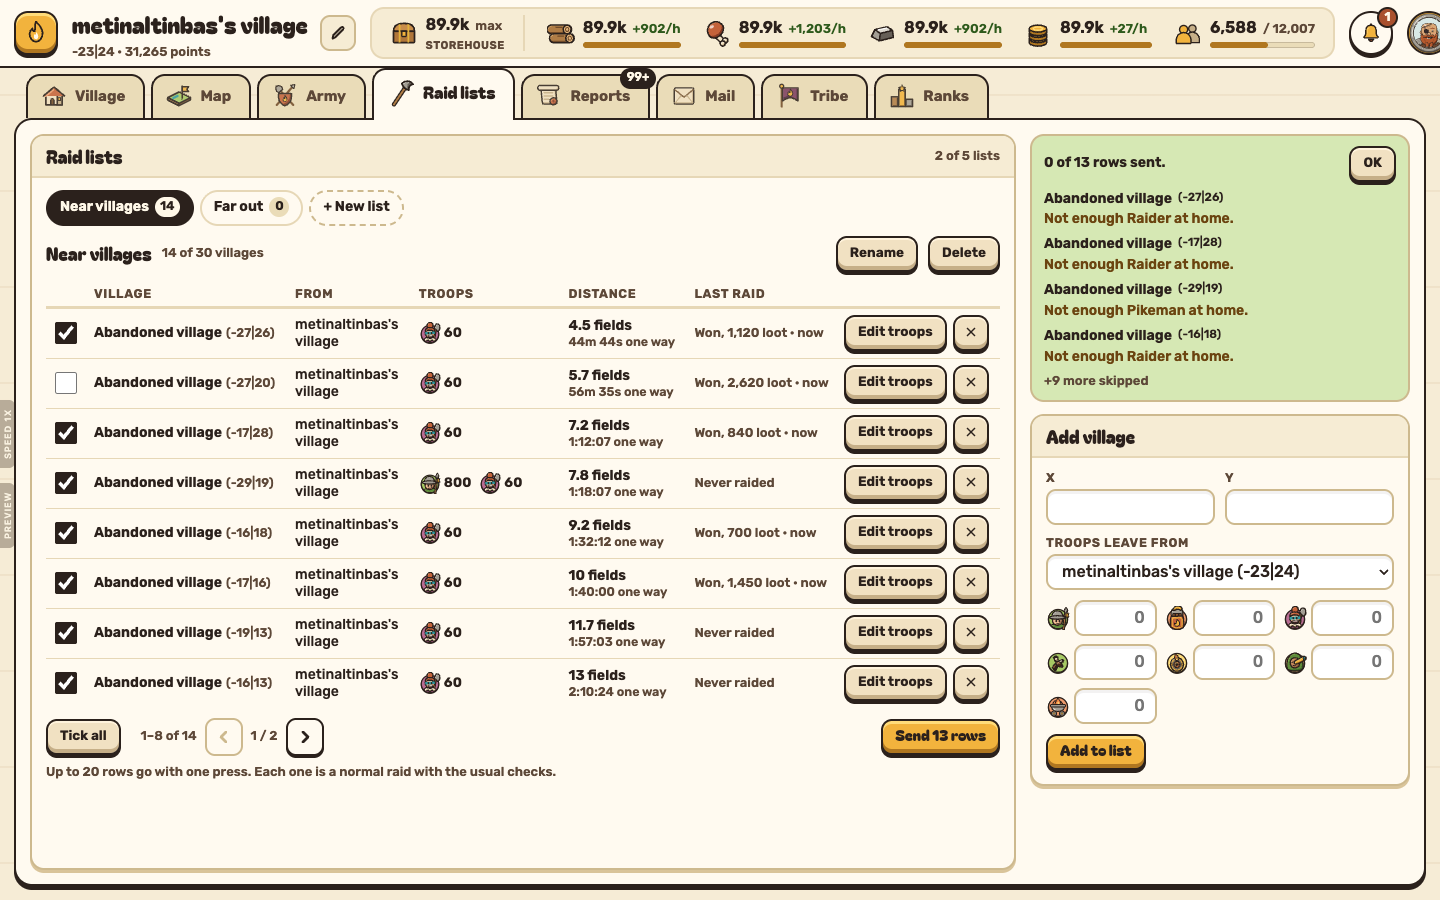 metinaltinbas's village
-23|24 • 31,265 points
89.9k max
STOREHOUSE
89.9k +902/h
89.9k +1,203/h
89.9k +902/h
89.9k +27/h
6,588 / 12,007
1
Village
Map
Army
Raid lists
Reports
99+
Mail
Tribe
Ranks
SPEED 1X
PREVIEW
Raid lists
2 of 5 lists
Near villages 14
Far out 0
+ New list
Near villages 14 of 30 villages
Rename
Delete
VILLAGE FROM TROOPS DISTANCE LAST RAID
Abandoned village (-27|26) metinaltinbas's village 60 4.5 fields 44m 44s one way Won, 1,120 loot • now Edit troops ×
Abandoned village (-27|20) metinaltinbas's village 60 5.7 fields 56m 35s one way Won, 2,620 loot • now Edit troops ×
Abandoned village (-17|28) metinaltinbas's village 60 7.2 fields 1:12:07 one way Won, 840 loot • now Edit troops ×
Abandoned village (-29|19) metinaltinbas's village 800 60 7.8 fields 1:18:07 one way Never raided Edit troops ×
Abandoned village (-16|18) metinaltinbas's village 60 9.2 fields 1:32:12 one way Won, 700 loot • now Edit troops ×
Abandoned village (-17|16) metinaltinbas's village 60 10 fields 1:40:00 one way Won, 1,450 loot • now Edit troops ×
Abandoned village (-19|13) metinaltinbas's village 60 11.7 fields 1:57:03 one way Never raided Edit troops ×
Abandoned village (-16|13) metinaltinbas's village 60 13 fields 2:10:24 one way Never raided Edit troops ×
Tick all
1–8 of 14
1 / 2
Send 13 rows
Up to 20 rows go with one press. Each one is a normal raid with the usual checks.
0 of 13 rows sent.
OK
Abandoned village (-27|26)
Not enough Raider at home.
Abandoned village (-17|28)
Not enough Raider at home.
Abandoned village (-29|19)
Not enough Pikeman at home.
Abandoned village (-16|18)
Not enough Raider at home.
+9 more skipped
Add village
X Y
TROOPS LEAVE FROM
metinaltinbas's village (-23|24)
0 0 0
0 0 0
0
Add to list